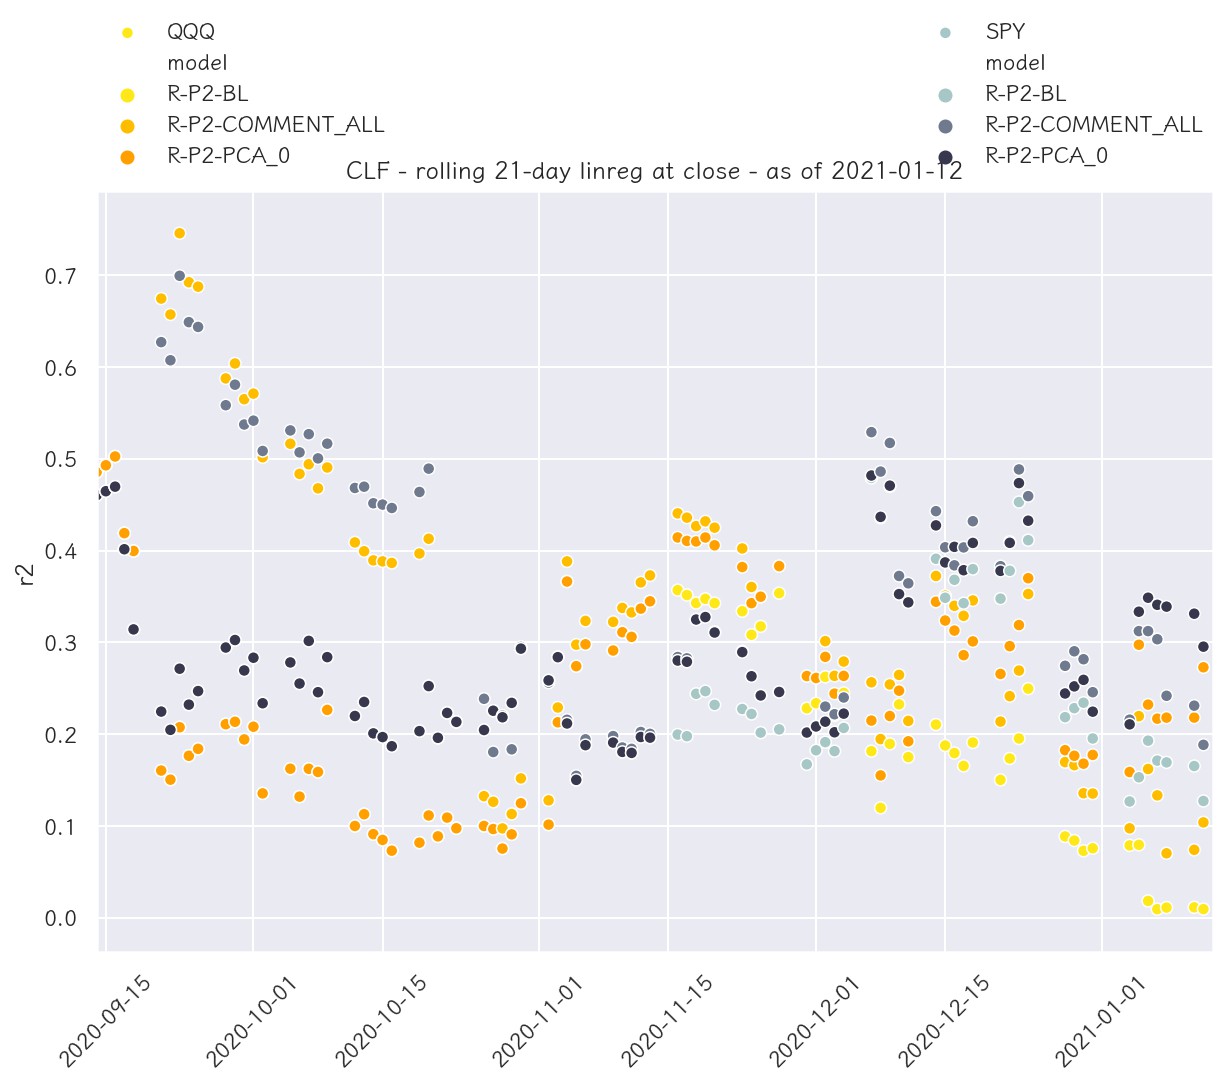 QQQ
model
R-P2-BL
R-P2-COMMENT_ALL
R-P2-PCA_0
SPY
model
R-P2-BL
R-P2-COMMENT_ALL
R-P2-PCA_0
CLF - rolling 21-day linreg at close - as of 2021-01-12
0.7
0.6
0.5
0.4
0.3
0.2
0.1
0.0
r2
2020-09-15
2020-10-01
2020-10-15
2020-11-01
2020-11-15
2020-12-01
2020-12-15
2021-01-01